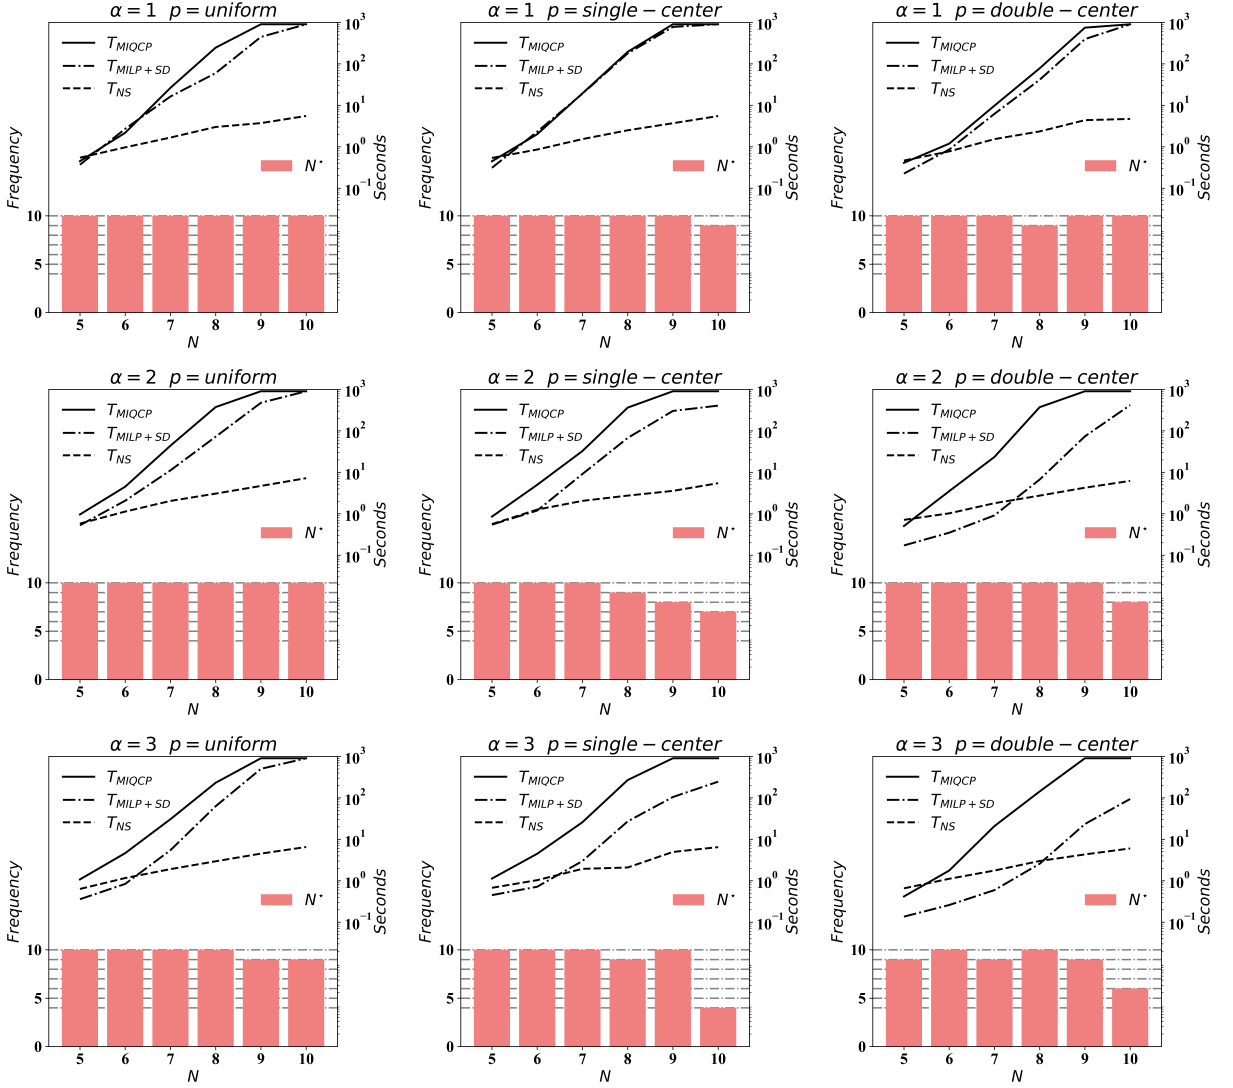 α = 1 p = uniform
T_MIQCP
T_MILP+SD
T_NS
N*
Frequency
Seconds
10^3
10^2
10^1
10^0
10^-1
10
5
0
5 6 7 8 9 10
N
α = 1 p = single − center
T_MIQCP
T_MILP+SD
T_NS
N*
Frequency
Seconds
10^3
10^2
10^1
10^0
10^-1
10
5
0
5 6 7 8 9 10
N
α = 1 p = double − center
T_MIQCP
T_MILP+SD
T_NS
N*
Frequency
Seconds
10^3
10^2
10^1
10^0
10^-1
10
5
0
5 6 7 8 9 10
N
α = 2 p = uniform
T_MIQCP
T_MILP+SD
T_NS
N*
Frequency
Seconds
10^3
10^2
10^1
10^0
10^-1
10
5
0
5 6 7 8 9 10
N
α = 2 p = single − center
T_MIQCP
T_MILP+SD
T_NS
N*
Frequency
Seconds
10^3
10^2
10^1
10^0
10^-1
10
5
0
5 6 7 8 9 10
N
α = 2 p = double − center
T_MIQCP
T_MILP+SD
T_NS
N*
Frequency
Seconds
10^3
10^2
10^1
10^0
10^-1
10
5
0
5 6 7 8 9 10
N
α = 3 p = uniform
T_MIQCP
T_MILP+SD
T_NS
N*
Frequency
Seconds
10^3
10^2
10^1
10^0
10^-1
10
5
0
5 6 7 8 9 10
N
α = 3 p = single − center
T_MIQCP
T_MILP+SD
T_NS
N*
Frequency
Seconds
10^3
10^2
10^1
10^0
10^-1
10
5
0
5 6 7 8 9 10
N
α = 3 p = double − center
T_MIQCP
T_MILP+SD
T_NS
N*
Frequency
Seconds
10^3
10^2
10^1
10^0
10^-1
10
5
0
5 6 7 8 9 10
N